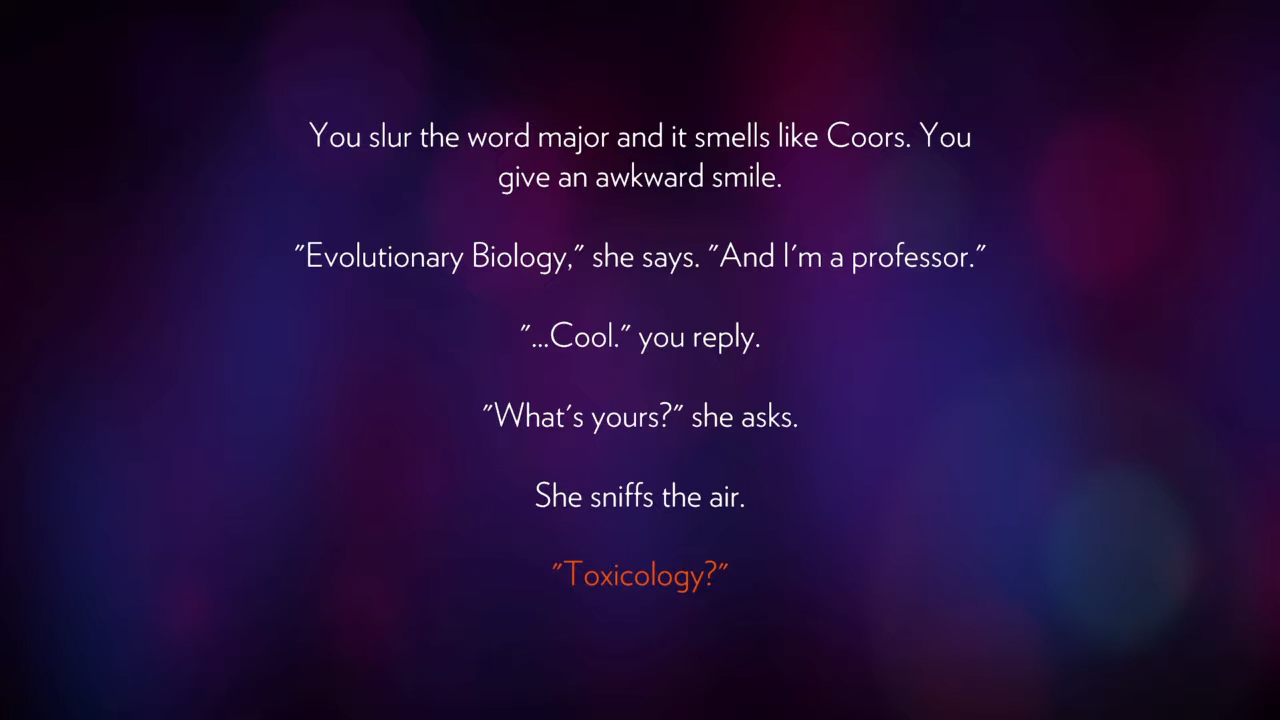 You slur the word major and it smells like Coors. You
give an awkward smile.
"Evolutionary Biology," she says. "And I'm a professor."
"...Cool." you reply.
"What's yours?" she asks.
She sniffs the air.
"Toxicology?"